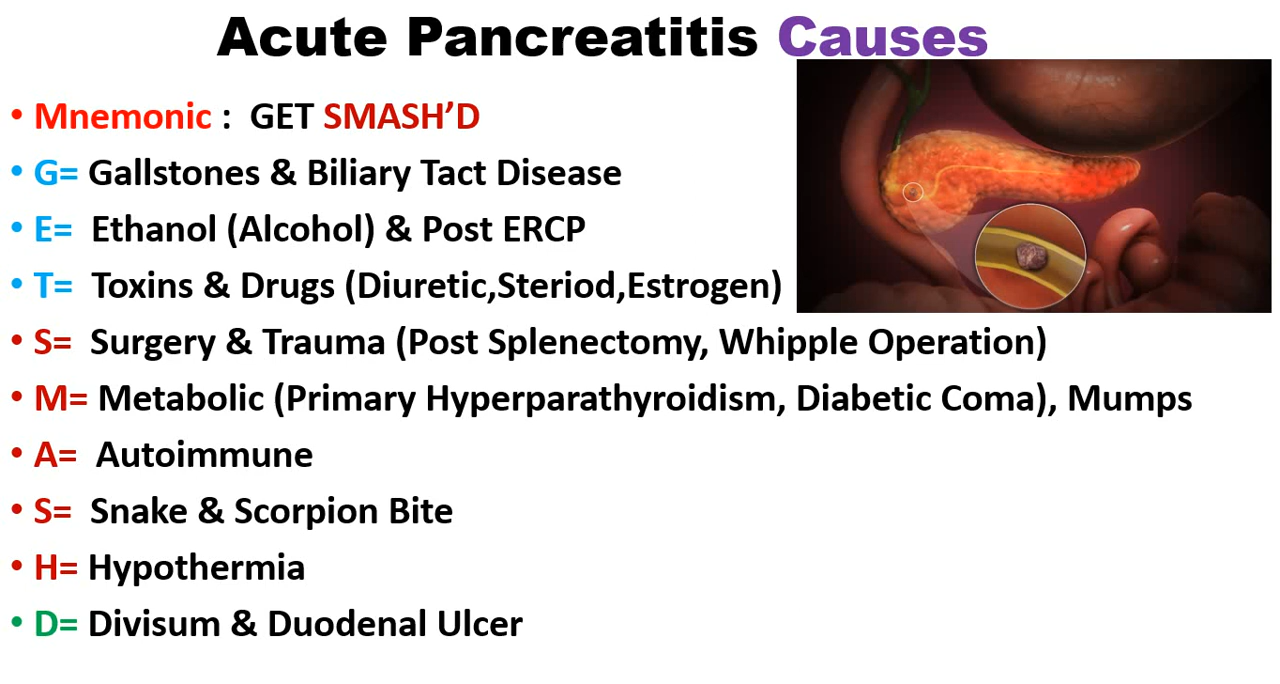 Acute Pancreatitis Causes
• Mnemonic : GET SMASH’D
• G= Gallstones & Biliary Tact Disease
• E= Ethanol (Alcohol) & Post ERCP
• T= Toxins & Drugs (Diuretic,Steriod,Estrogen)
• S= Surgery & Trauma (Post Splenectomy, Whipple Operation)
• M= Metabolic (Primary Hyperparathyroidism, Diabetic Coma), Mumps
• A= Autoimmune
• S= Snake & Scorpion Bite
• H= Hypothermia
• D= Divisum & Duodenal Ulcer